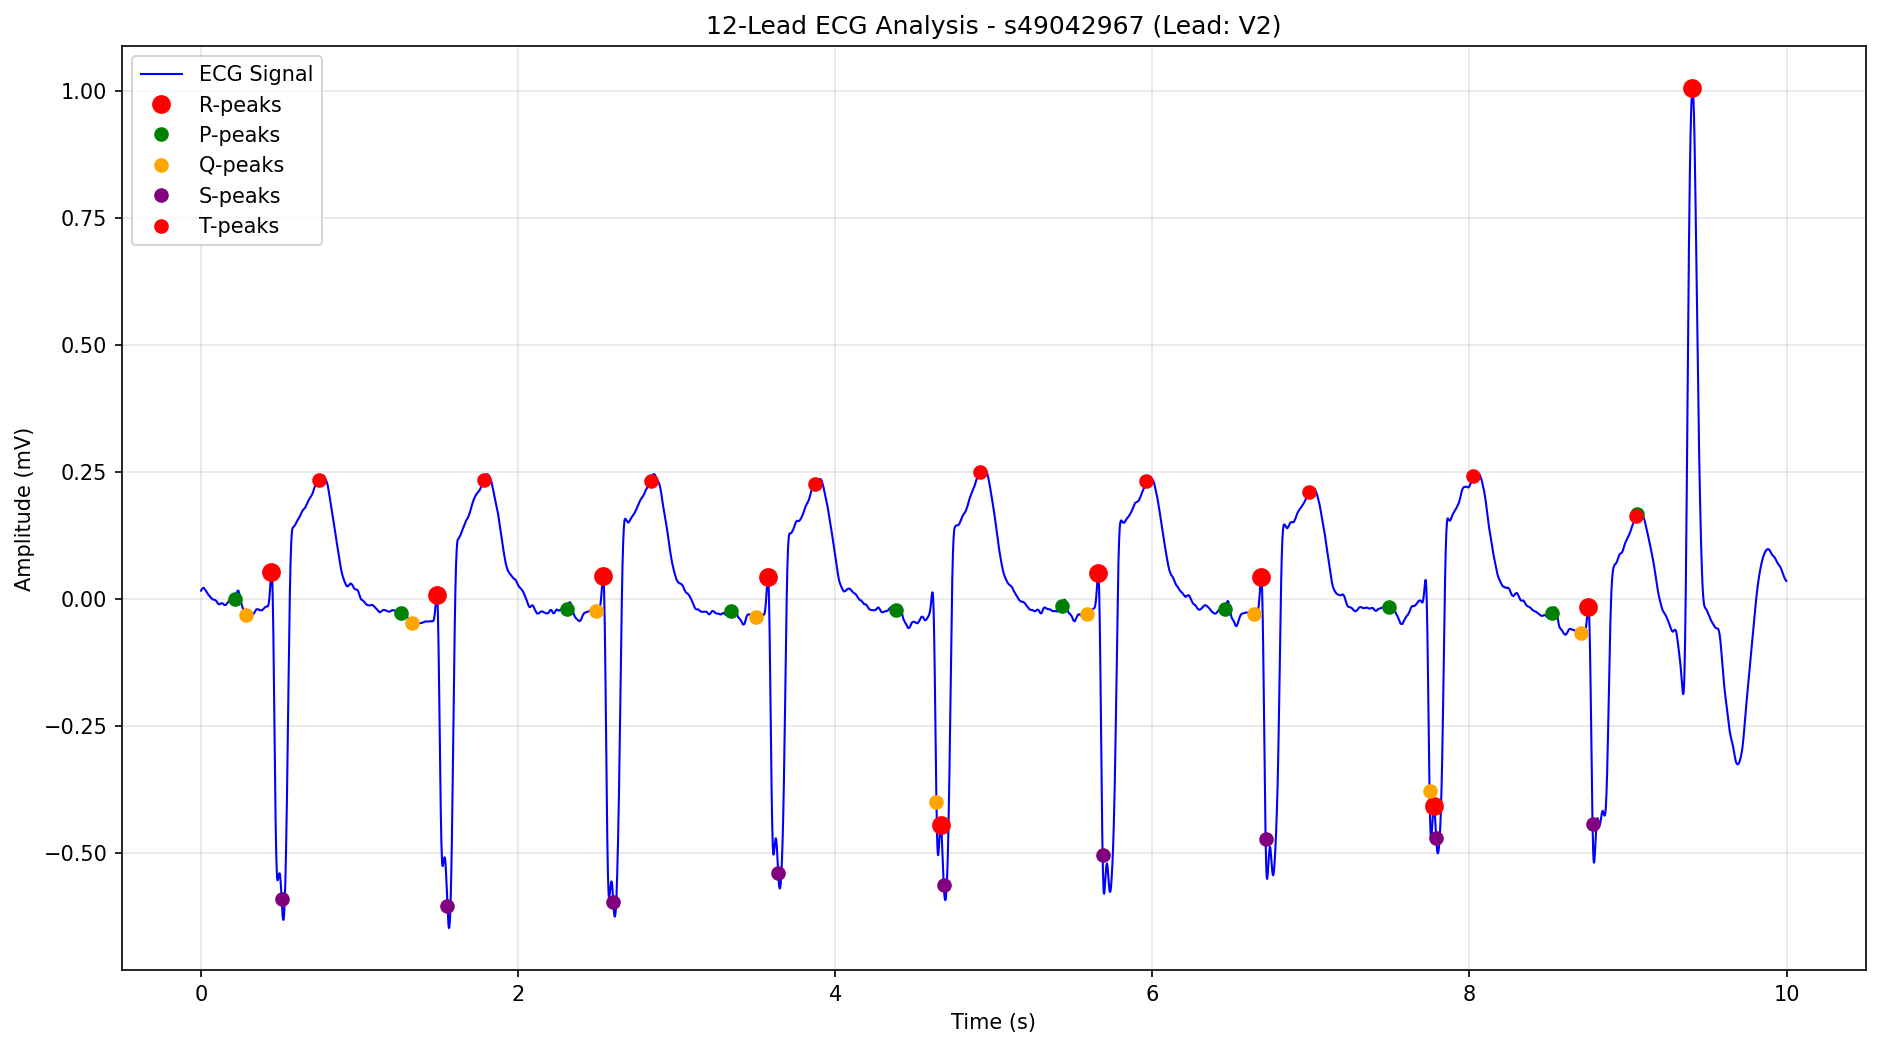 12-Lead ECG Analysis - s49042967 (Lead: V2)
ECG Signal
R-peaks
P-peaks
Q-peaks
S-peaks
T-peaks
1.00
0.75
0.50
0.25
0.00
−0.25
−0.50
Amplitude (mV)
0 2 4 6 8 10
Time (s)